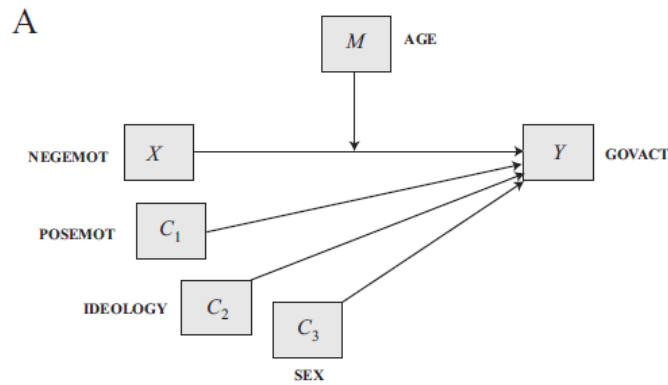 A
M
AGE
NEGEMOT
X
Y
GOVACT
POSEMOT
C1
IDEOLOGY
C2
C3
SEX